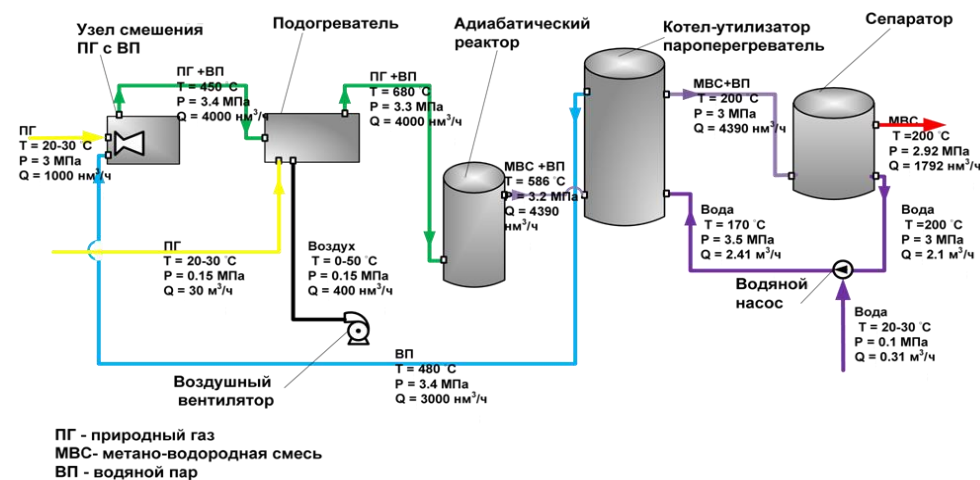 Узел смешения
ПГ с ВП
Подогреватель
Адиабатический
реактор
Котел-утилизатор
пароперегреватель
Сепаратор
ПГ
T = 20-30 °C
P = 3 МПа
Q = 1000 нм³/ч
ПГ +ВП
T = 450 °C
P = 3.4 МПа
Q = 4000 нм³/ч
ПГ +ВП
T = 680 °C
P = 3.3 МПа
Q = 4000 нм³/ч
МВС +ВП
T = 586 °C
P = 3.2 МПа
Q = 4390
нм³/ч
МВС+ВП
T = 200 °C
P = 3 МПа
Q = 4390 нм³/ч
МВС
T =200 °C
P = 2.92 МПа
Q = 1792 нм³/ч
ПГ
T = 20-30 °C
P = 0.15 МПа
Q = 30 м³/ч
Воздух
T = 0-50 °C
P = 0.15 МПа
Q = 400 нм³/ч
Вода
T = 170 °C
P = 3.5 МПа
Q = 2.41 м³/ч
Вода
T =200 °C
P = 3 МПа
Q = 2.1 м³/ч
Водяной
насос
Вода
T = 20-30 °C
P = 0.1 МПа
Q = 0.31 м³/ч
ВП
T = 480 °C
P = 3.4 МПа
Q = 3000 нм³/ч
Воздушный
вентилятор
ПГ - природный газ
МВС- метано-водородная смесь
ВП - водяной пар